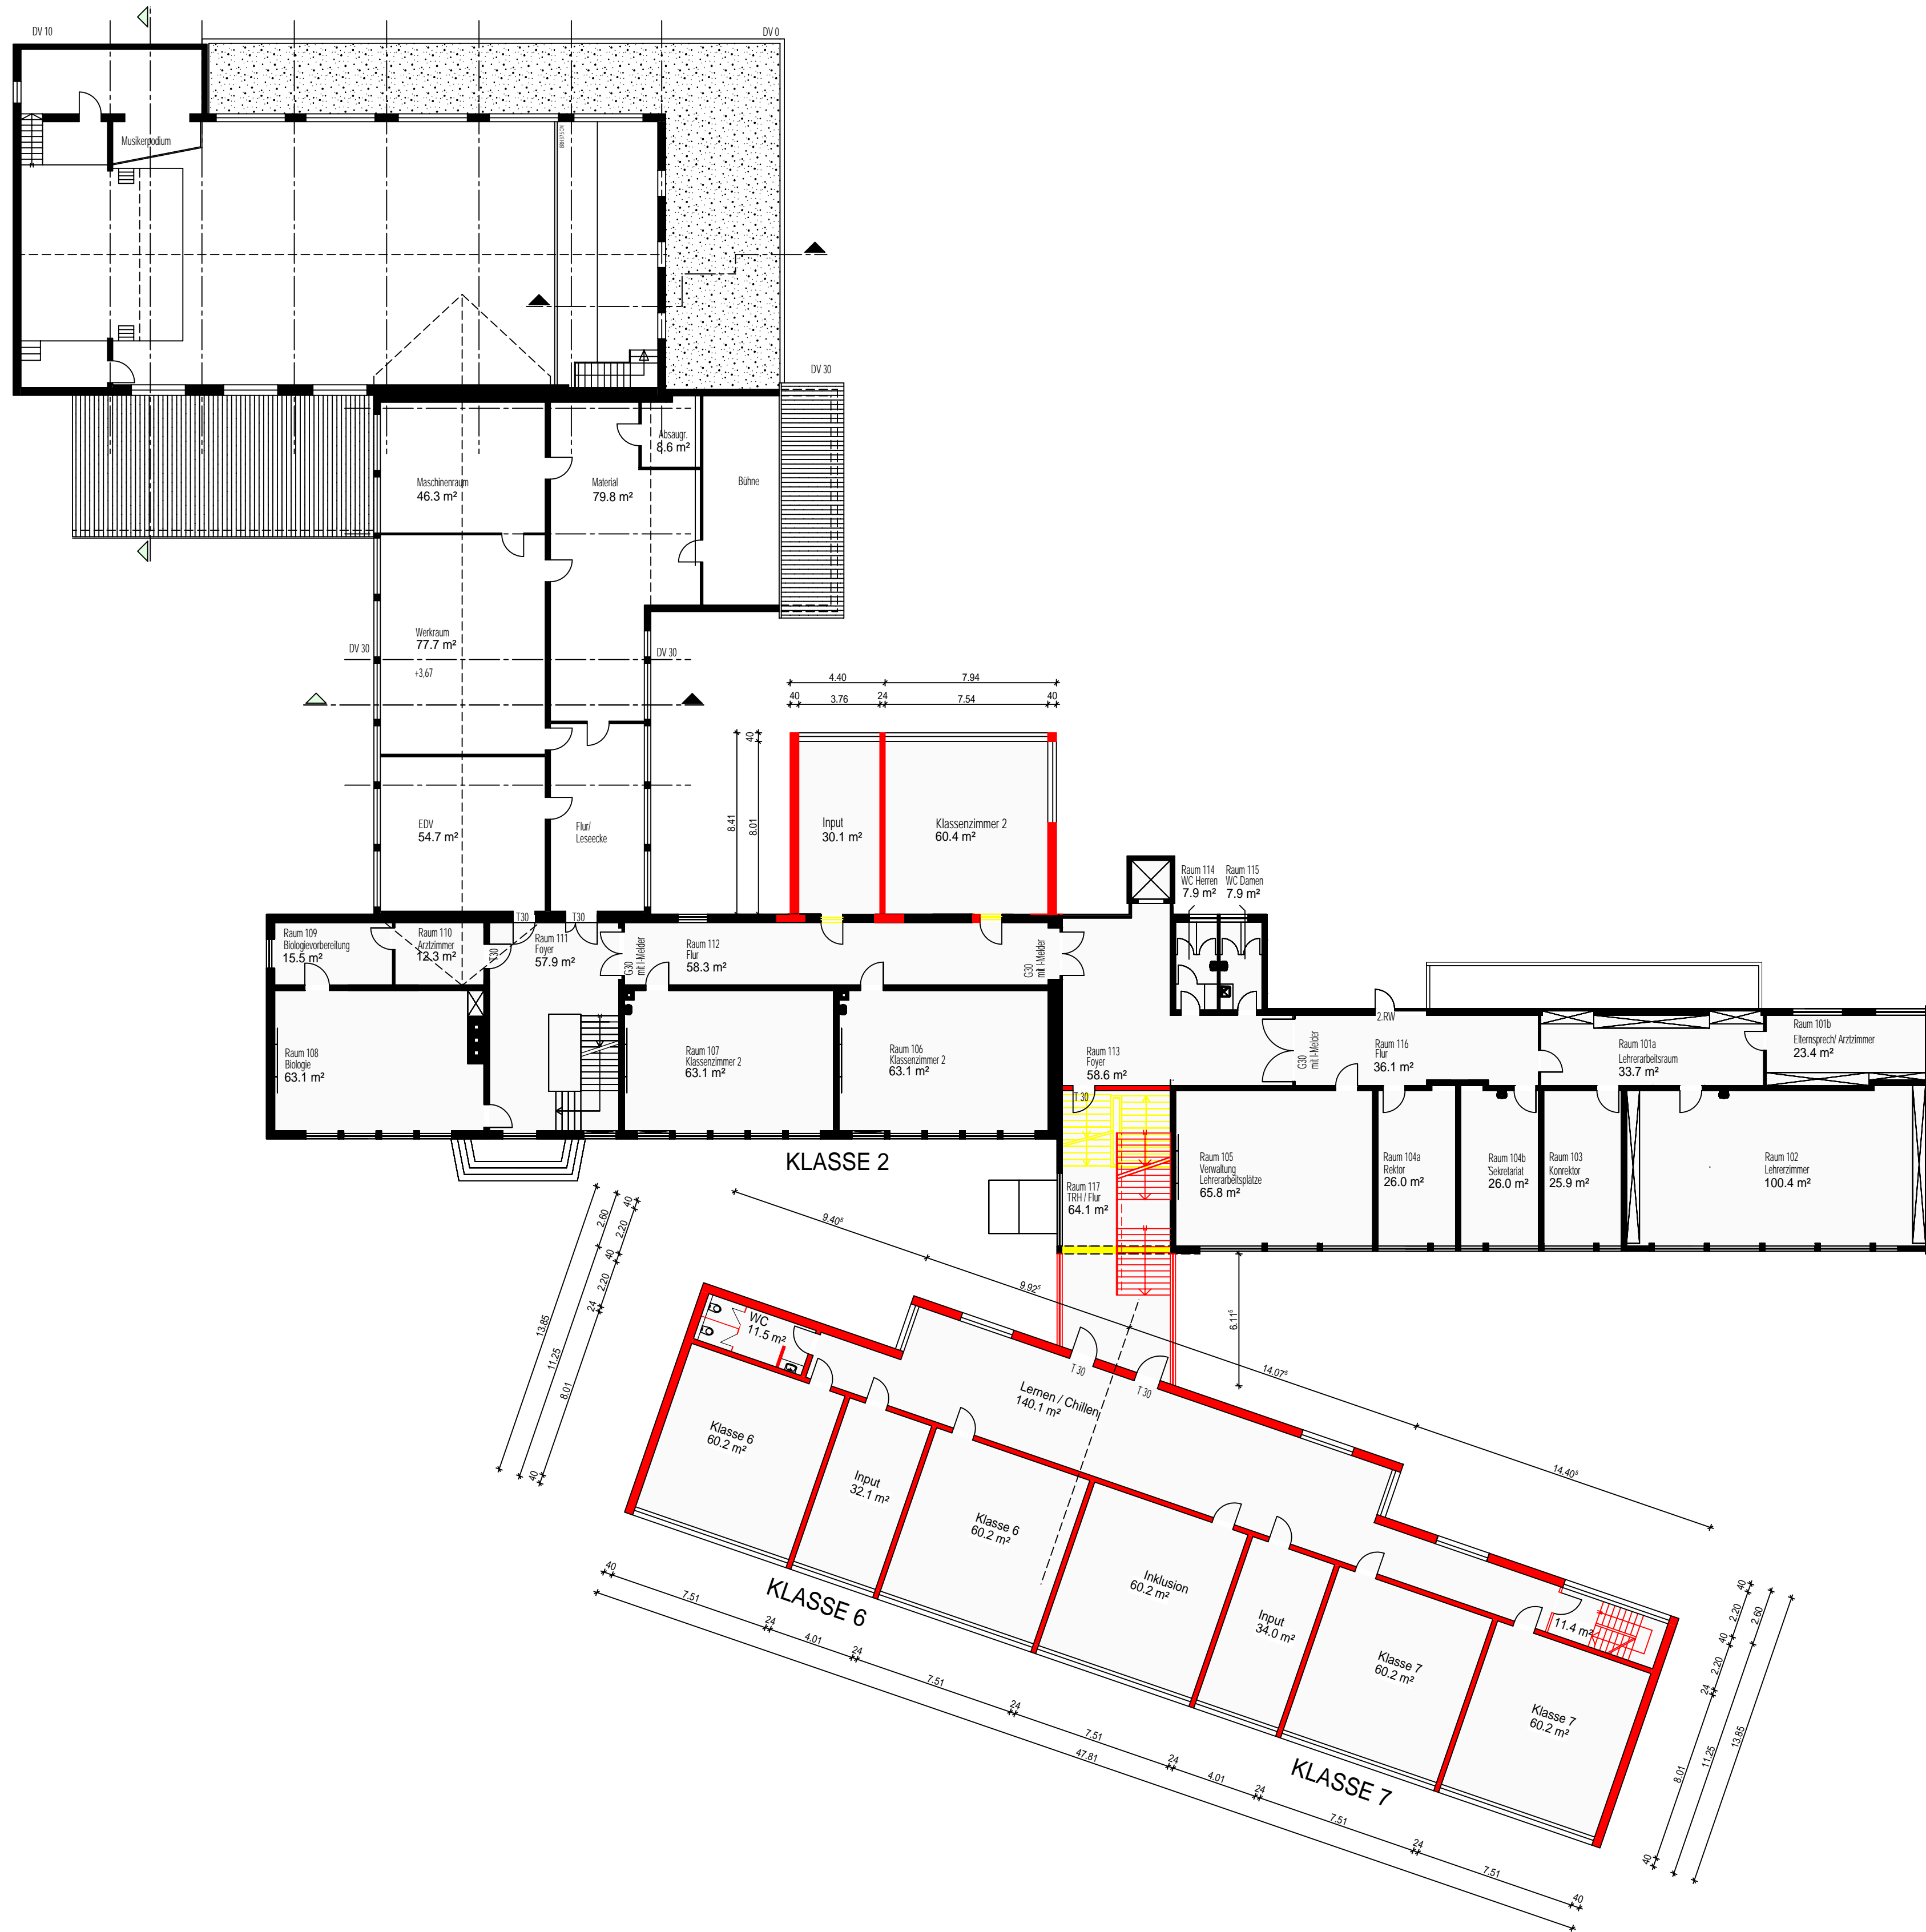 DV 10
DV 0
Musikerpodium
DV 30
Absaugr.
8.6 m²
Maschinenraum
46.3 m²
Material
79.8 m²
Bühne
Werkraum
77.7 m²
+3,67
DV 30
DV 30
4.40
7.94
40
3.76
24
7.54
40
8.41
40
8.01
EDV
54.7 m²
Flur/
Leseecke
Input
30.1 m²
Klassenzimmer 2
60.4 m²
Raum 114
WC Herren
7.9 m²
Raum 115
WC Damen
7.9 m²
T30
T30
Raum 109
Biologievorbereitung
15.5 m²
Raum 110
Arztzimmer
12.3 m²
T30
Raum 111
Foyer
57.9 m²
G30
mit I-Melder
Raum 112
Flur
58.3 m²
G30
mit I-Melder
2.RW
Raum 108
Biologie
63.1 m²
Raum 107
Klassenzimmer 2
63.1 m²
Raum 106
Klassenzimmer 2
63.1 m²
Raum 113
Foyer
58.6 m²
G30
mit I-Melder
Raum 116
Flur
36.1 m²
Raum 101a
Lehrerarbeitsraum
33.7 m²
Raum 101b
Elternsprech/ Arztzimmer
23.4 m²
T 30
KLASSE 2
Raum 117
TRH / Flur
64.1 m²
Raum 105
Verwaltung
Lehrerarbeitsplätze
65.8 m²
Raum 104a
Rektor
26.0 m²
Raum 104b
Sekretariat
26.0 m²
Raum 103
Konrektor
25.9 m²
Raum 102
Lehrerzimmer
100.4 m²
9.40⁵
9.92⁵
14.07⁵
14.40⁵
6.11⁵
13.85
2.60
11.25
40
2.20
40
2.20
24
8.01
40
WC
11.5 m²
T 30
T 30
Lernen / Chillen
140.1 m²
Klasse 6
60.2 m²
Input
32.1 m²
Klasse 6
60.2 m²
Inklusion
60.2 m²
Input
34.0 m²
Klasse 7
60.2 m²
11.4 m²
Klasse 7
60.2 m²
KLASSE 6
KLASSE 7
40
7.51
24
4.01
24
7.51
24
7.51
24
4.01
24
7.51
24
7.51
40
47.81
40
2.20
40
2.20
24
8.01
40
2.60
11.25
13.85